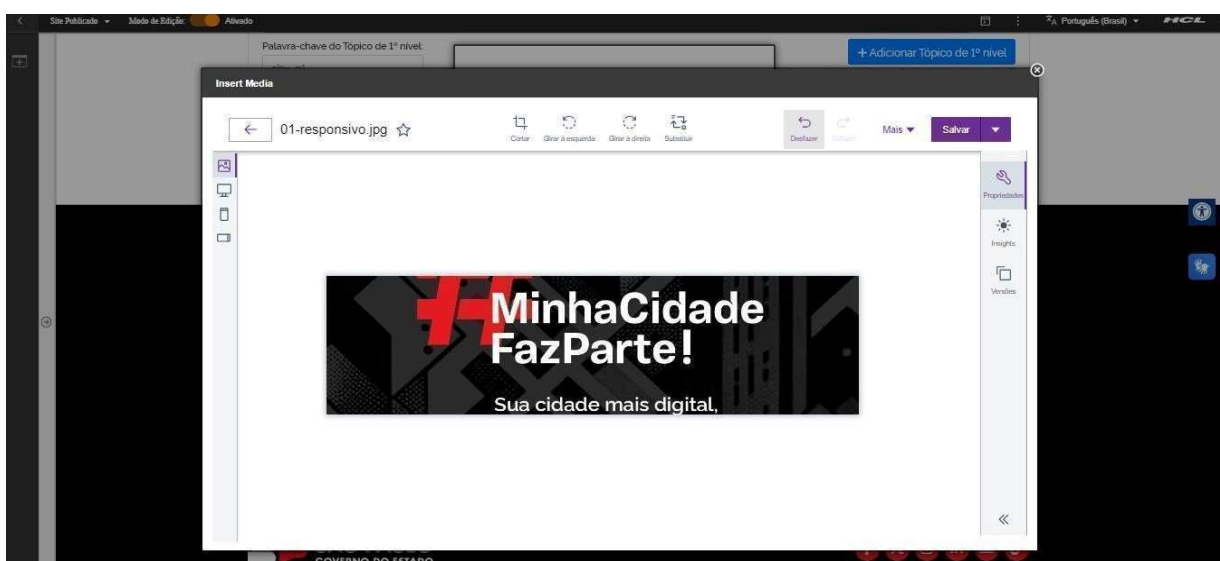 Site Publicado
Modo de Edição:
Ativado
Português (Brasil)
HCL
Palavra-chave do Tópico de 1º nível:
+ Adicionar Tópico de 1º nível
Insert Media
01-responsivo.jpg
Cortar
Girar à esquerda
Girar à direita
Substituir
Desfazer
Mais
Salvar
Propriedades
Insights
Versões
#MinhaCidade
FazParte!
Sua cidade mais digital,
GOVERNO DO ESTADO